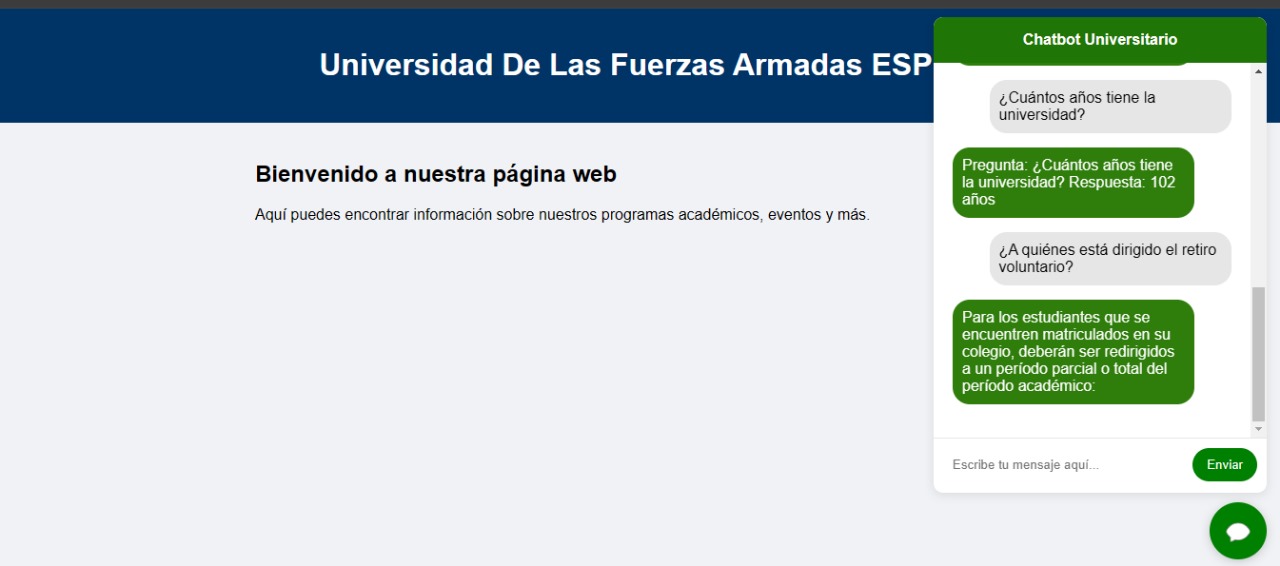 Universidad De Las Fuerzas Armadas ESP
Bienvenido a nuestra página web
Aquí puedes encontrar información sobre nuestros programas académicos, eventos y más.
Chatbot Universitario
¿Cuántos años tiene la
universidad?
Pregunta: ¿Cuántos años tiene
la universidad? Respuesta: 102
años
¿A quiénes está dirigido el retiro
voluntario?
Para los estudiantes que se
encuentren matriculados en su
colegio, deberán ser redirigidos
a un período parcial o total del
período académico:
Escribe tu mensaje aquí...
Enviar